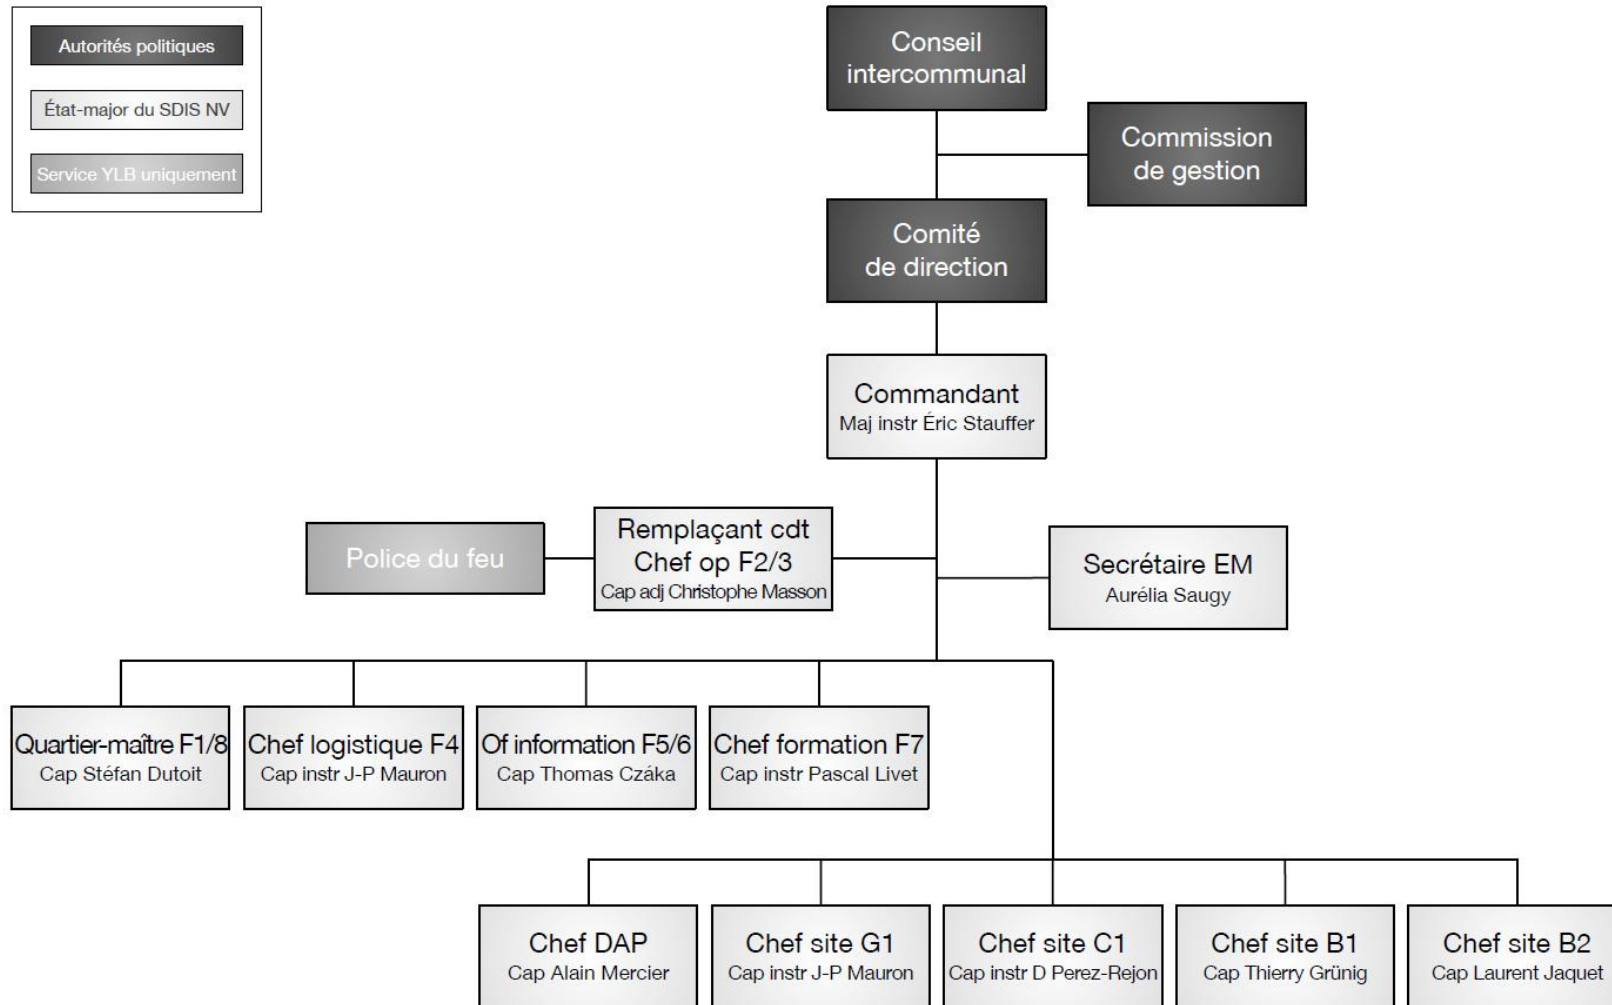 Autorités politiques
État-major du SDIS NV
Service YLB uniquement
Conseil
intercommunal
Commission
de gestion
Comité
de direction
Commandant
Maj instr Éric Stauffer
Police du feu
Remplaçant cdt
Chef op F2/3
Cap adj Christophe Masson
Secrétaire EM
Aurélia Saugy
Quartier-maître F1/8
Cap Stéfan Dutoit
Chef logistique F4
Cap instr J-P Mauron
Of information F5/6
Cap Thomas Czáka
Chef formation F7
Cap instr Pascal Livet
Chef DAP
Cap Alain Mercier
Chef site G1
Cap instr J-P Mauron
Chef site C1
Cap instr D Perez-Rejon
Chef site B1
Cap Thierry Grünig
Chef site B2
Cap Laurent Jaquet